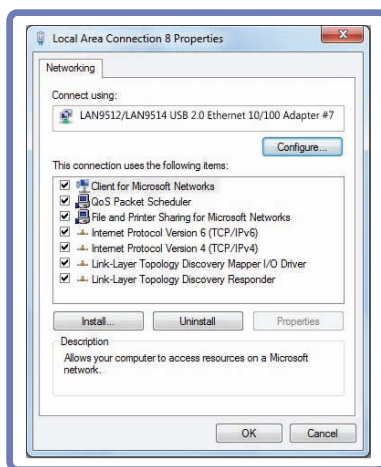 Local Area Connection 8 Properties
Networking
Connect using:
LAN9512/LAN9514 USB 2.0 Ethernet 10/100 Adapter #7
Configure...
This connection uses the following items:
Client for Microsoft Networks
QoS Packet Scheduler
File and Printer Sharing for Microsoft Networks
Internet Protocol Version 6 (TCP/IPv6)
Internet Protocol Version 4 (TCP/IPv4)
Link-Layer Topology Discovery Mapper I/O Driver
Link-Layer Topology Discovery Responder
Install... Uninstall Properties
Description
Allows your computer to access resources on a Microsoft
network.
OK Cancel